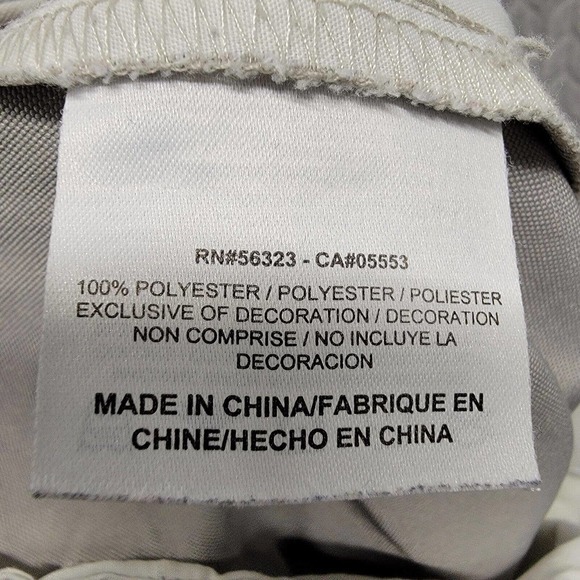 RN#56323 - CA#05553
100% POLYESTER / POLYESTER / POLIESTER
EXCLUSIVE OF DECORATION / DECORATION
NON COMPRISE / NO INCLUYE LA
DECORACION
MADE IN CHINA/FABRIQUE EN
CHINE/HECHO EN CHINA